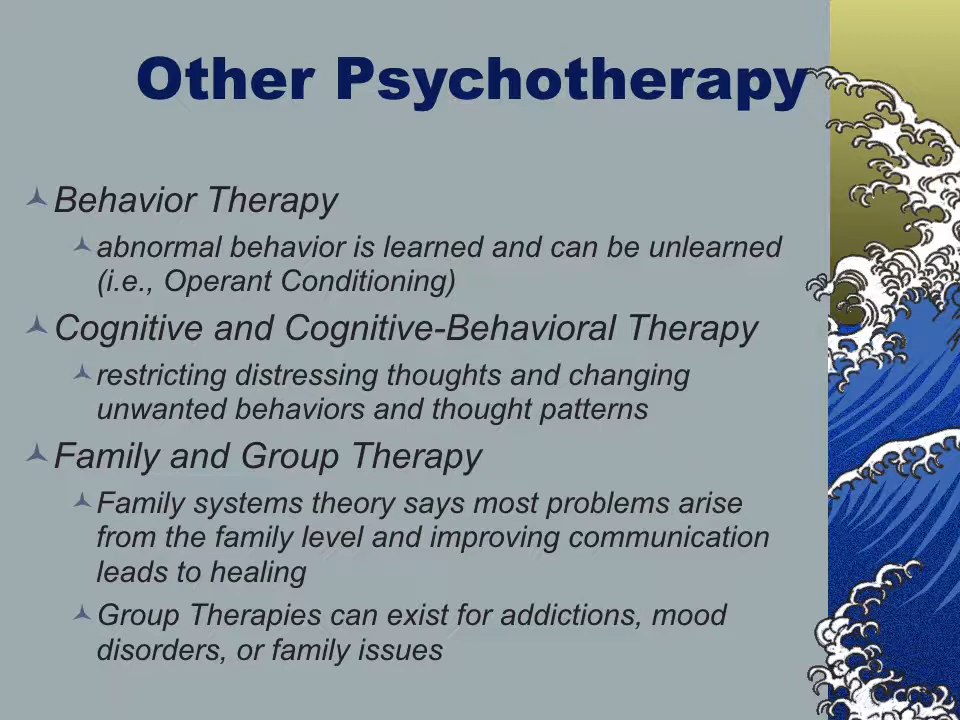 Other Psychotherapy
Behavior Therapy
abnormal behavior is learned and can be unlearned
(i.e., Operant Conditioning)
Cognitive and Cognitive-Behavioral Therapy
restricting distressing thoughts and changing
unwanted behaviors and thought patterns
Family and Group Therapy
Family systems theory says most problems arise
from the family level and improving communication
leads to healing
Group Therapies can exist for addictions, mood
disorders, or family issues